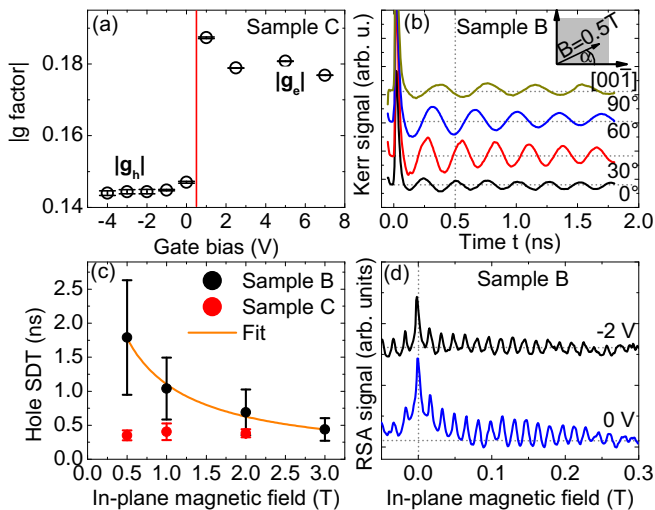 (a) Sample C
|g factor|
0.18
0.16
0.14
|g_h|
|g_e|
-4 -2 0 2 4 6 8
Gate bias (V)
(b) Sample B
B=0.5T
α
[001̄]
90°
60°
30°
0°
Kerr signal (arb. u.)
0.0 0.5 1.0 1.5 2.0
Time t (ns)
(c)
Sample B
Sample C
Fit
Hole SDT (ns)
2.5
2.0
1.5
1.0
0.5
0.0
0.0 0.5 1.0 1.5 2.0 2.5 3.0
In-plane magnetic field (T)
(d) Sample B
-2 V
0 V
RSA signal (arb. units)
0.0 0.1 0.2 0.3
In-plane magnetic field (T)